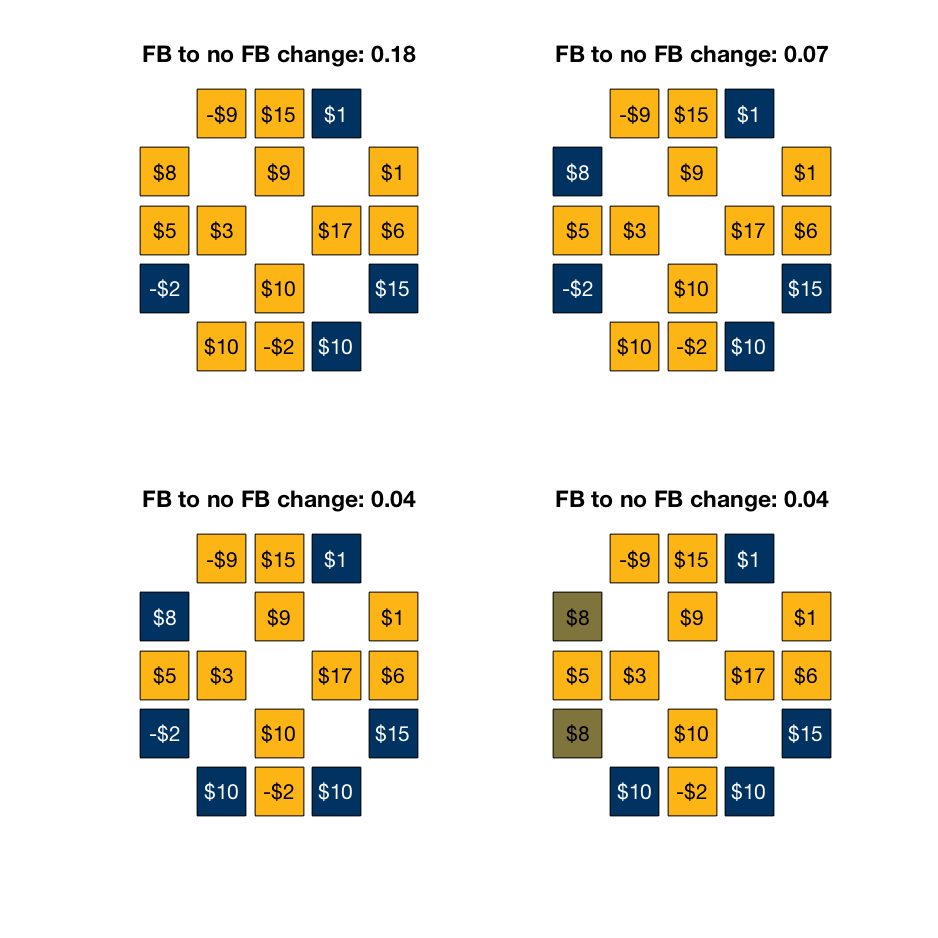 FB to no FB change: 0.18
-$9 $15 $1
$8 $9 $1
$5 $3 $17 $6
-$2 $10 $15
$10 -$2 $10
FB to no FB change: 0.07
-$9 $15 $1
$8 $9 $1
$5 $3 $17 $6
-$2 $10 $15
$10 -$2 $10
FB to no FB change: 0.04
-$9 $15 $1
$8 $9 $1
$5 $3 $17 $6
-$2 $10 $15
$10 -$2 $10
FB to no FB change: 0.04
-$9 $15 $1
$8 $9 $1
$5 $3 $17 $6
$8 $10 $15
$10 -$2 $10